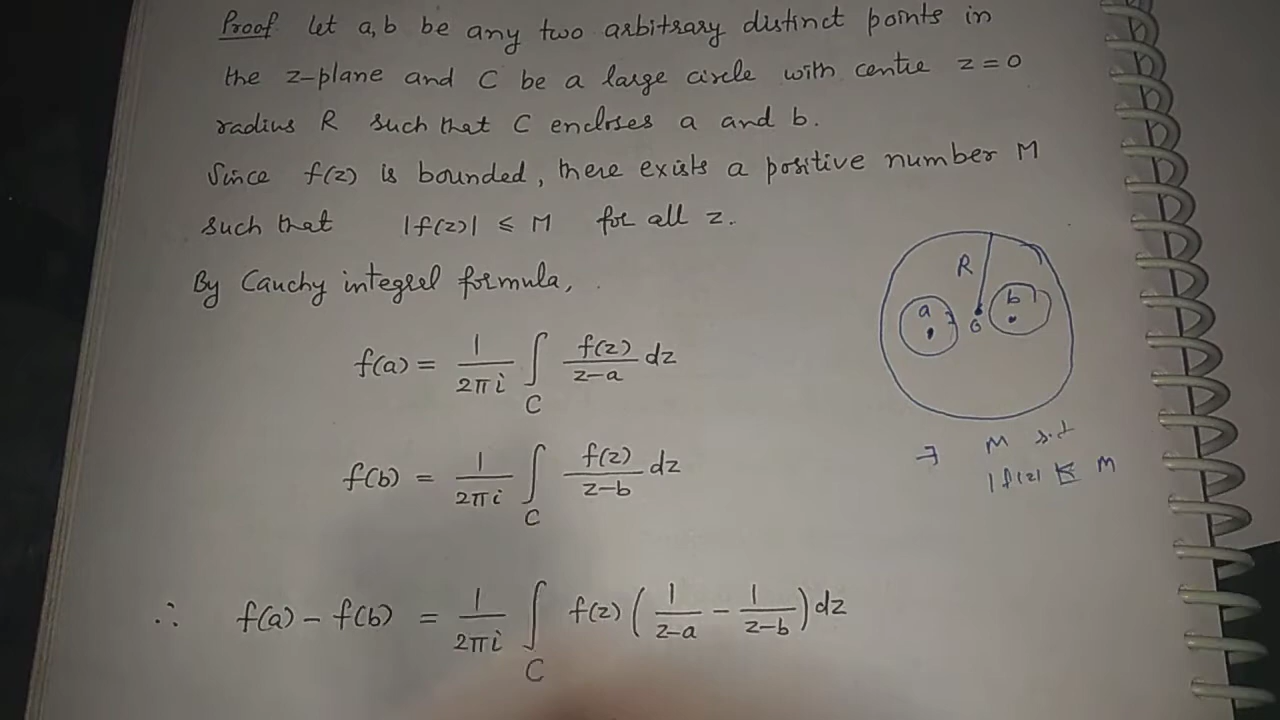 Proof let a,b be any two arbitrary distinct points in
the z-plane and C be a large circle with centre z=0
radius R such that C encloses a and b.
Since f(z) is bounded, there exists a positive number M
such that |f(z)| ≤ M for all z.
By Cauchy integral formula,
R
a
b
0
f(a) = 1/2πi ∫_C f(z)/z-a dz
∃ M s.t
|f(z)| ≤ M
f(b) = 1/2πi ∫_C f(z)/z-b dz
∴ f(a) - f(b) = 1/2πi ∫_C f(z) (1/z-a - 1/z-b) dz